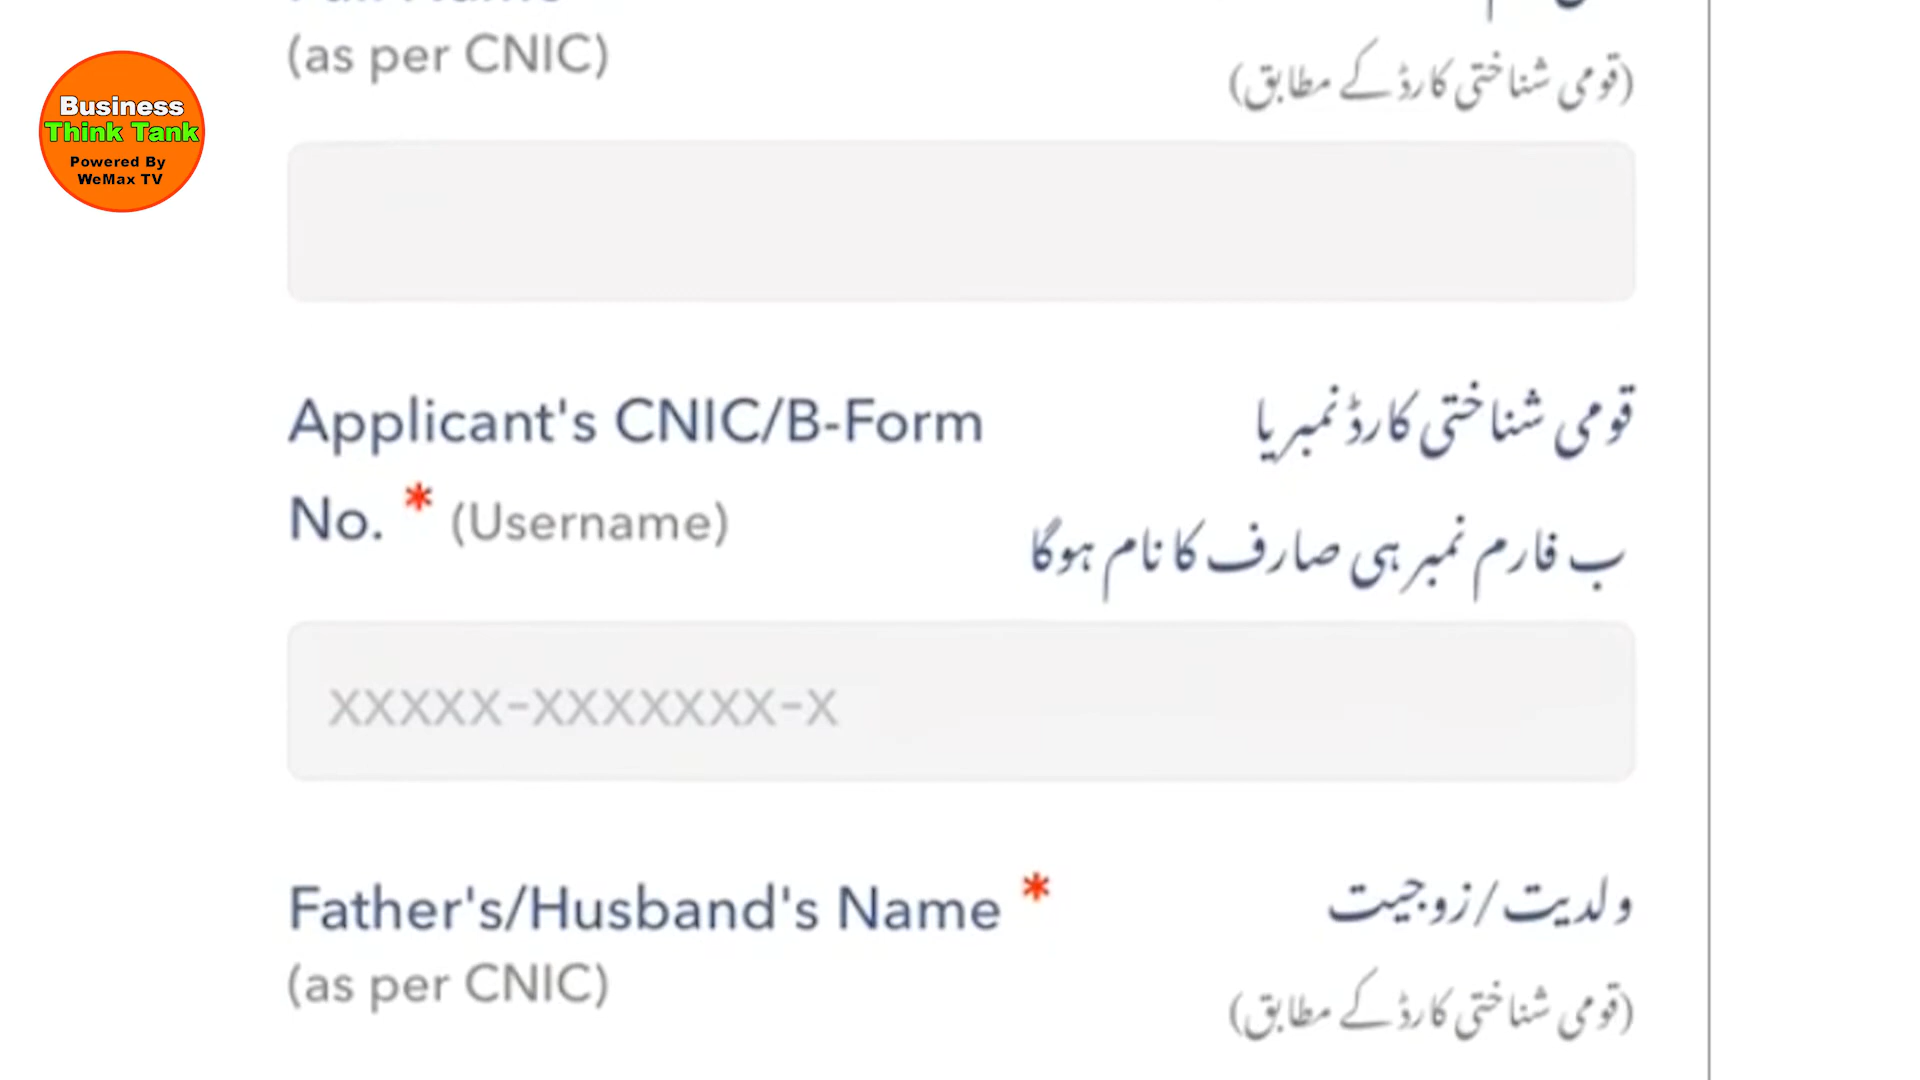 (as per CNIC)
(قومی شناختی کارڈ کے مطابق)
Business
Think Tank
Powered By
WeMax TV
Applicant's CNIC/B-Form
No. * (Username)
قومی شناختی کارڈ نمبر یا
ب فارم نمبر ہی صارف کا نام ہوگا
XXXXX-XXXXXXX-X
Father's/Husband's Name *
ولدیت/زوجیت
(as per CNIC)
(قومی شناختی کارڈ کے مطابق)